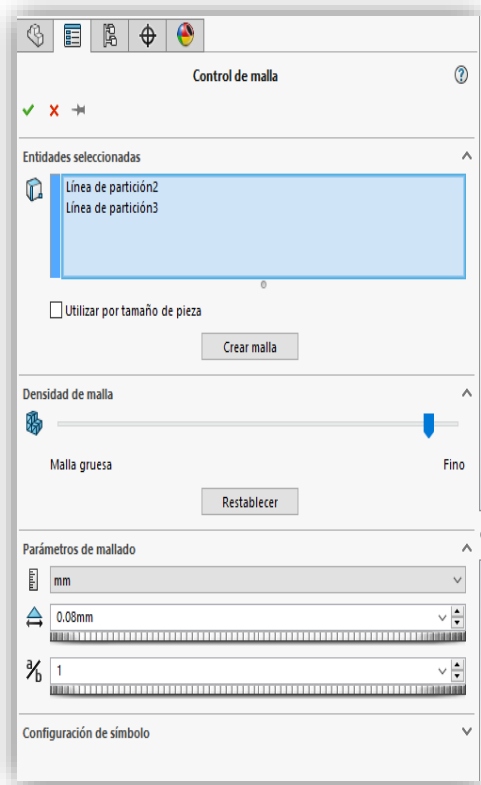 Control de malla
Entidades seleccionadas
Línea de partición2
Línea de partición3
Utilizar por tamaño de pieza
Crear malla
Densidad de malla
Malla gruesa Fino
Restablecer
Parámetros de mallado
mm
0.08mm
a/b 1
Configuración de símbolo